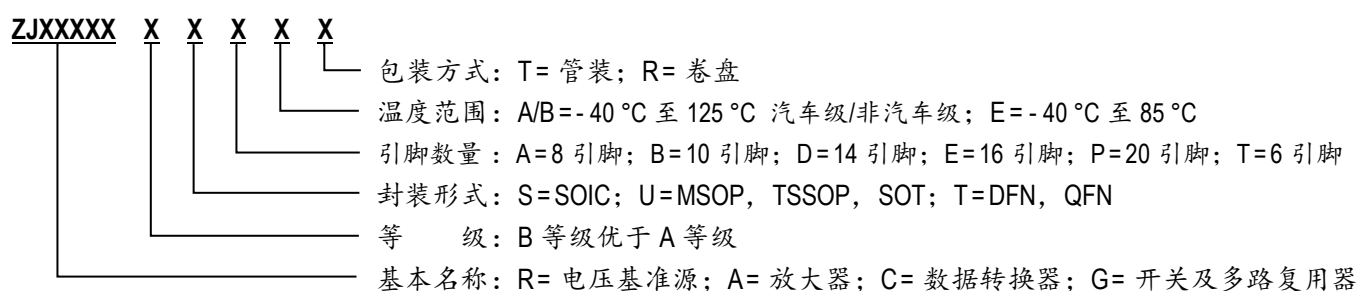 ZJXXXXX X X X X X
包装方式：T= 管装；R= 卷盘
温度范围：A/B=- 40 °C 至 125 °C 汽车级/非汽车级；E=- 40 °C 至 85 °C
引脚数量：A=8 引脚；B=10 引脚；D=14 引脚；E=16 引脚；P=20 引脚；T=6 引脚
封装形式：S=SOIC；U=MSOP，TSSOP，SOT；T=DFN，QFN
等 级：B 等级优于 A 等级
基本名称：R= 电压基准源；A= 放大器；C= 数据转换器；G= 开关及多路复用器